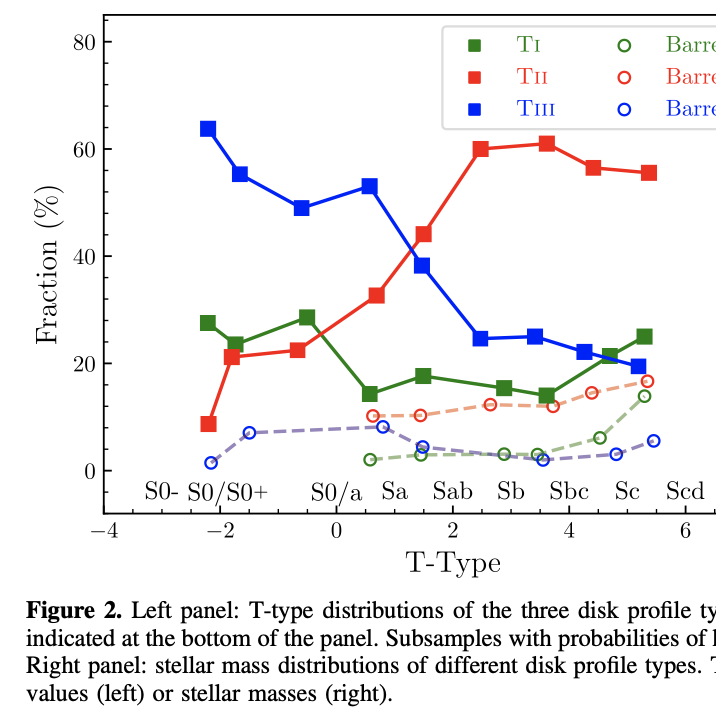 80
60
40
20
0
Fraction (%)
TI Barre
TII Barre
TIII Barre
S0- S0/S0+ S0/a Sa Sab Sb Sbc Sc Scd
−4 −2 0 2 4 6
T-Type
Figure 2. Left panel: T-type distributions of the three disk profile ty
indicated at the bottom of the panel. Subsamples with probabilities of
Right panel: stellar mass distributions of different disk profile types. T
values (left) or stellar masses (right).